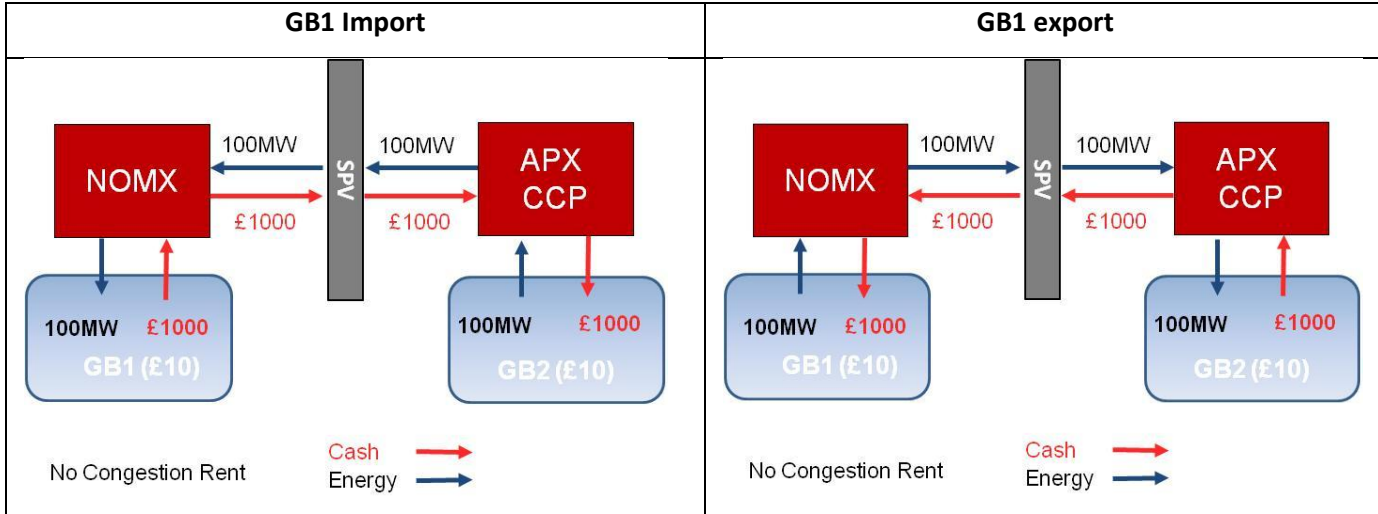 GB1 Import
GB1 export
100MW
100MW
NOMX
SPV
APX
CCP
£1000
£1000
100MW
£1000
GB1 (£10)
100MW
£1000
GB2 (£10)
No Congestion Rent
Cash
Energy
100MW
100MW
NOMX
SPV
APX
CCP
£1000
£1000
100MW
£1000
GB1 (£10)
100MW
£1000
GB2 (£10)
No Congestion Rent
Cash
Energy